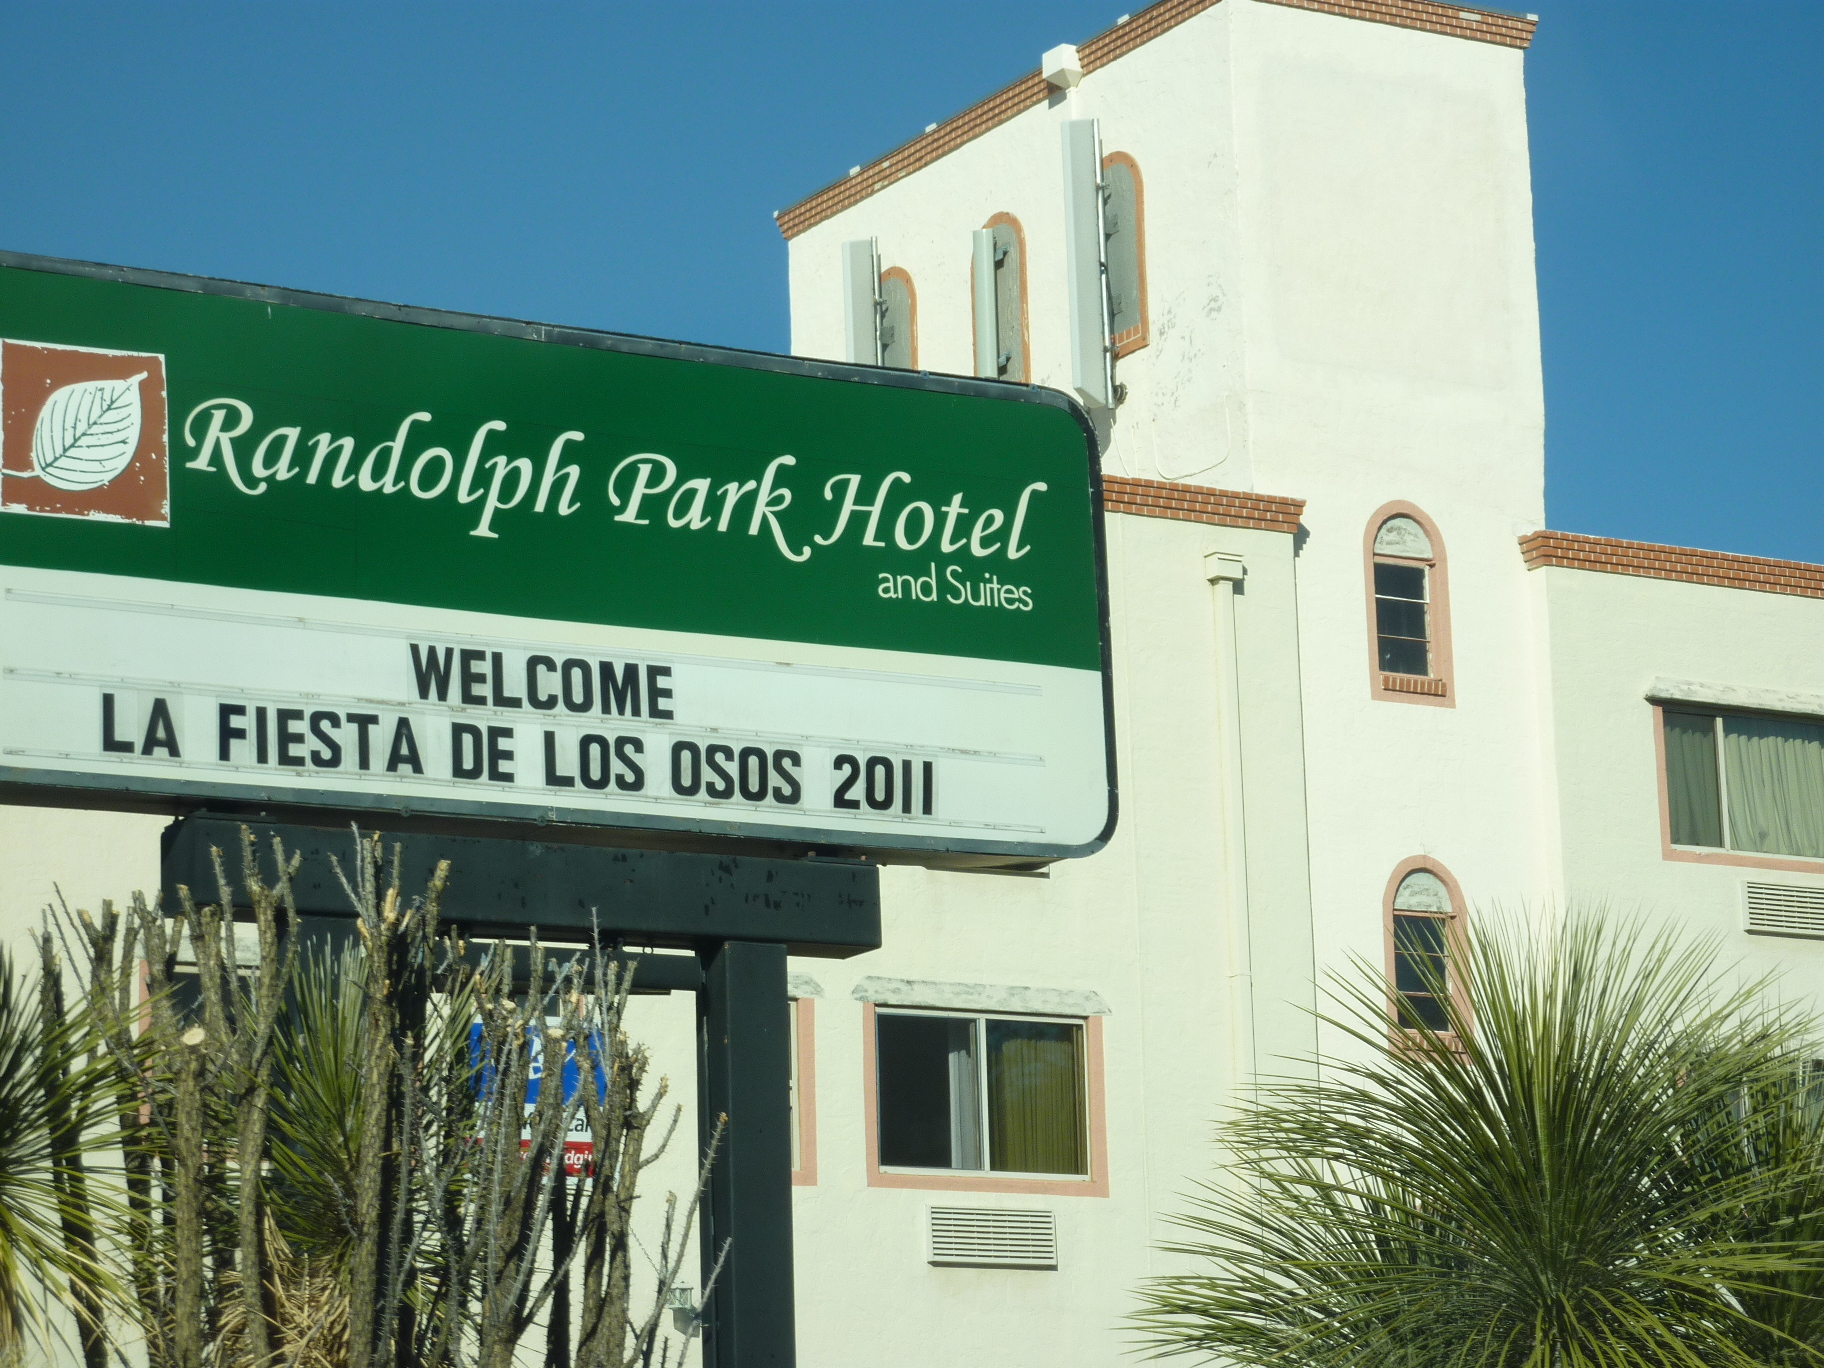 Randolph Park Hotel
and Suites
WELCOME
LA FIESTA DE LOS OSOS 2011